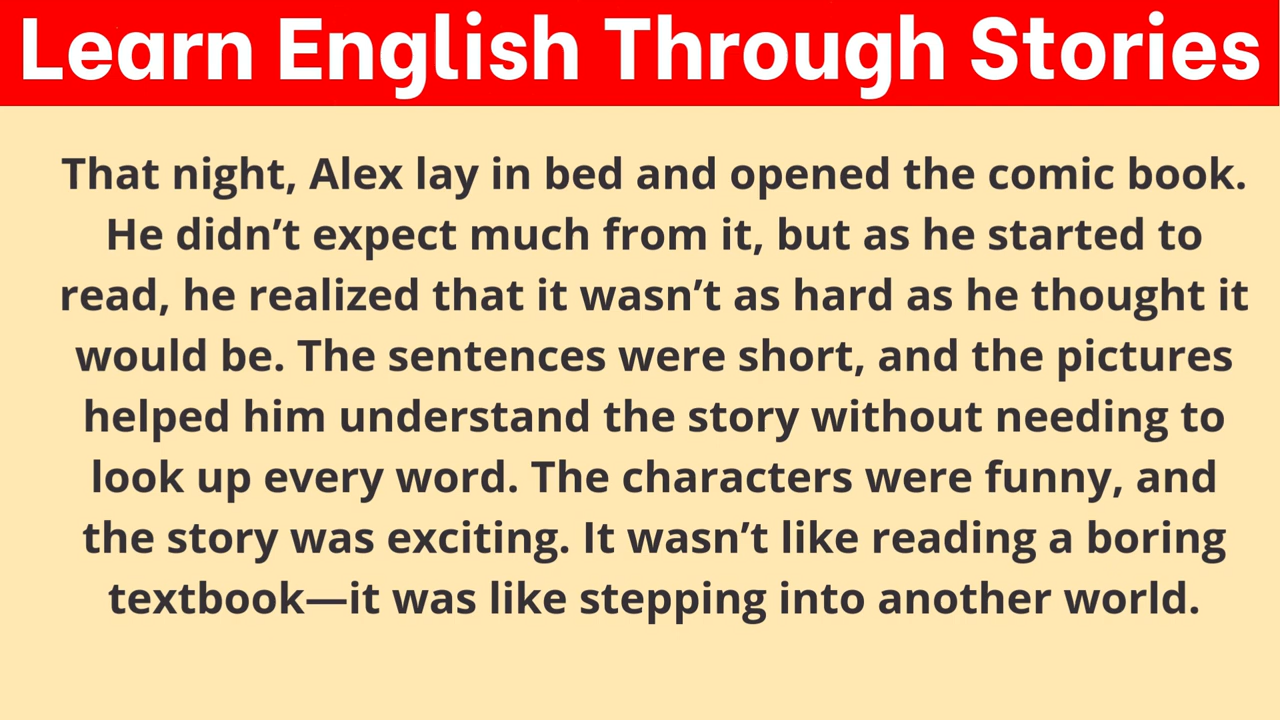 Learn English Through Stories
That night, Alex lay in bed and opened the comic book.
He didn’t expect much from it, but as he started to
read, he realized that it wasn’t as hard as he thought it
would be. The sentences were short, and the pictures
helped him understand the story without needing to
look up every word. The characters were funny, and
the story was exciting. It wasn’t like reading a boring
textbook—it was like stepping into another world.